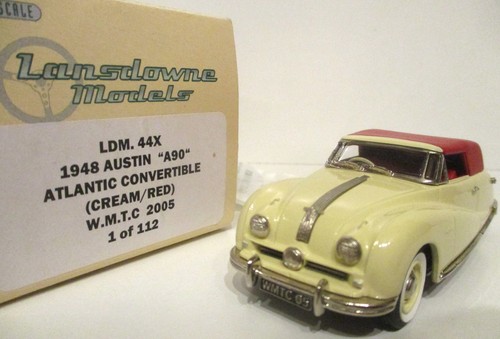 SCALE
Lansdowne
Models
LDM. 44X
1948 AUSTIN "A90"
ATLANTIC CONVERTIBLE
(CREAM/RED)
W.M.T.C 2005
1 of 112
WMTC 05